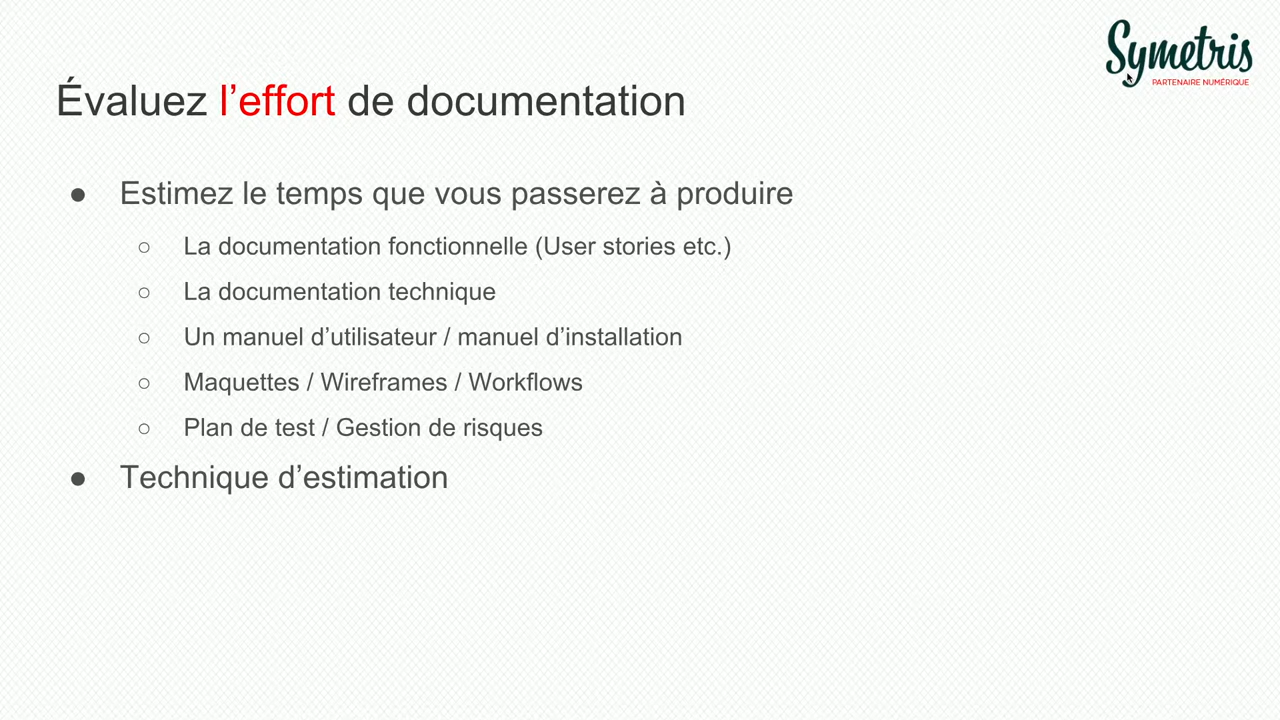 Symetris
PARTENAIRE NUMÉRIQUE
Évaluez l’effort de documentation
● Estimez le temps que vous passerez à produire
○ La documentation fonctionnelle (User stories etc.)
○ La documentation technique
○ Un manuel d’utilisateur / manuel d’installation
○ Maquettes / Wireframes / Workflows
○ Plan de test / Gestion de risques
● Technique d’estimation